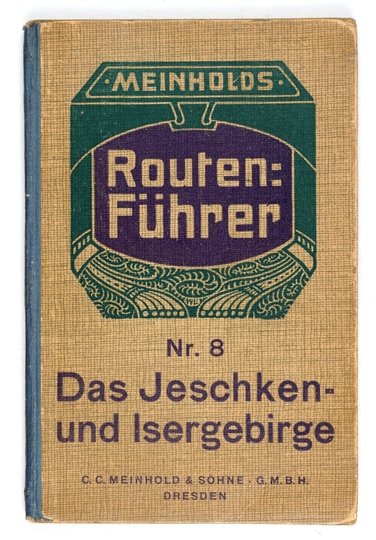 · MEINHOLDS ·
Routen:
Führer
Nr. 8
Das Jeschken-
und Isergebirge
C. C. MEINHOLD & SÖHNE · G. M. B. H.
DRESDEN